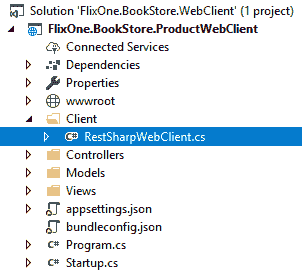 Solution 'FlixOne.BookStore.WebClient' (1 project)
FlixOne.BookStore.ProductWebClient
Connected Services
Dependencies
Properties
wwwroot
Client
C# RestSharpWebClient.cs
Controllers
Models
Views
appsettings.json
bundleconfig.json
C# Program.cs
C# Startup.cs